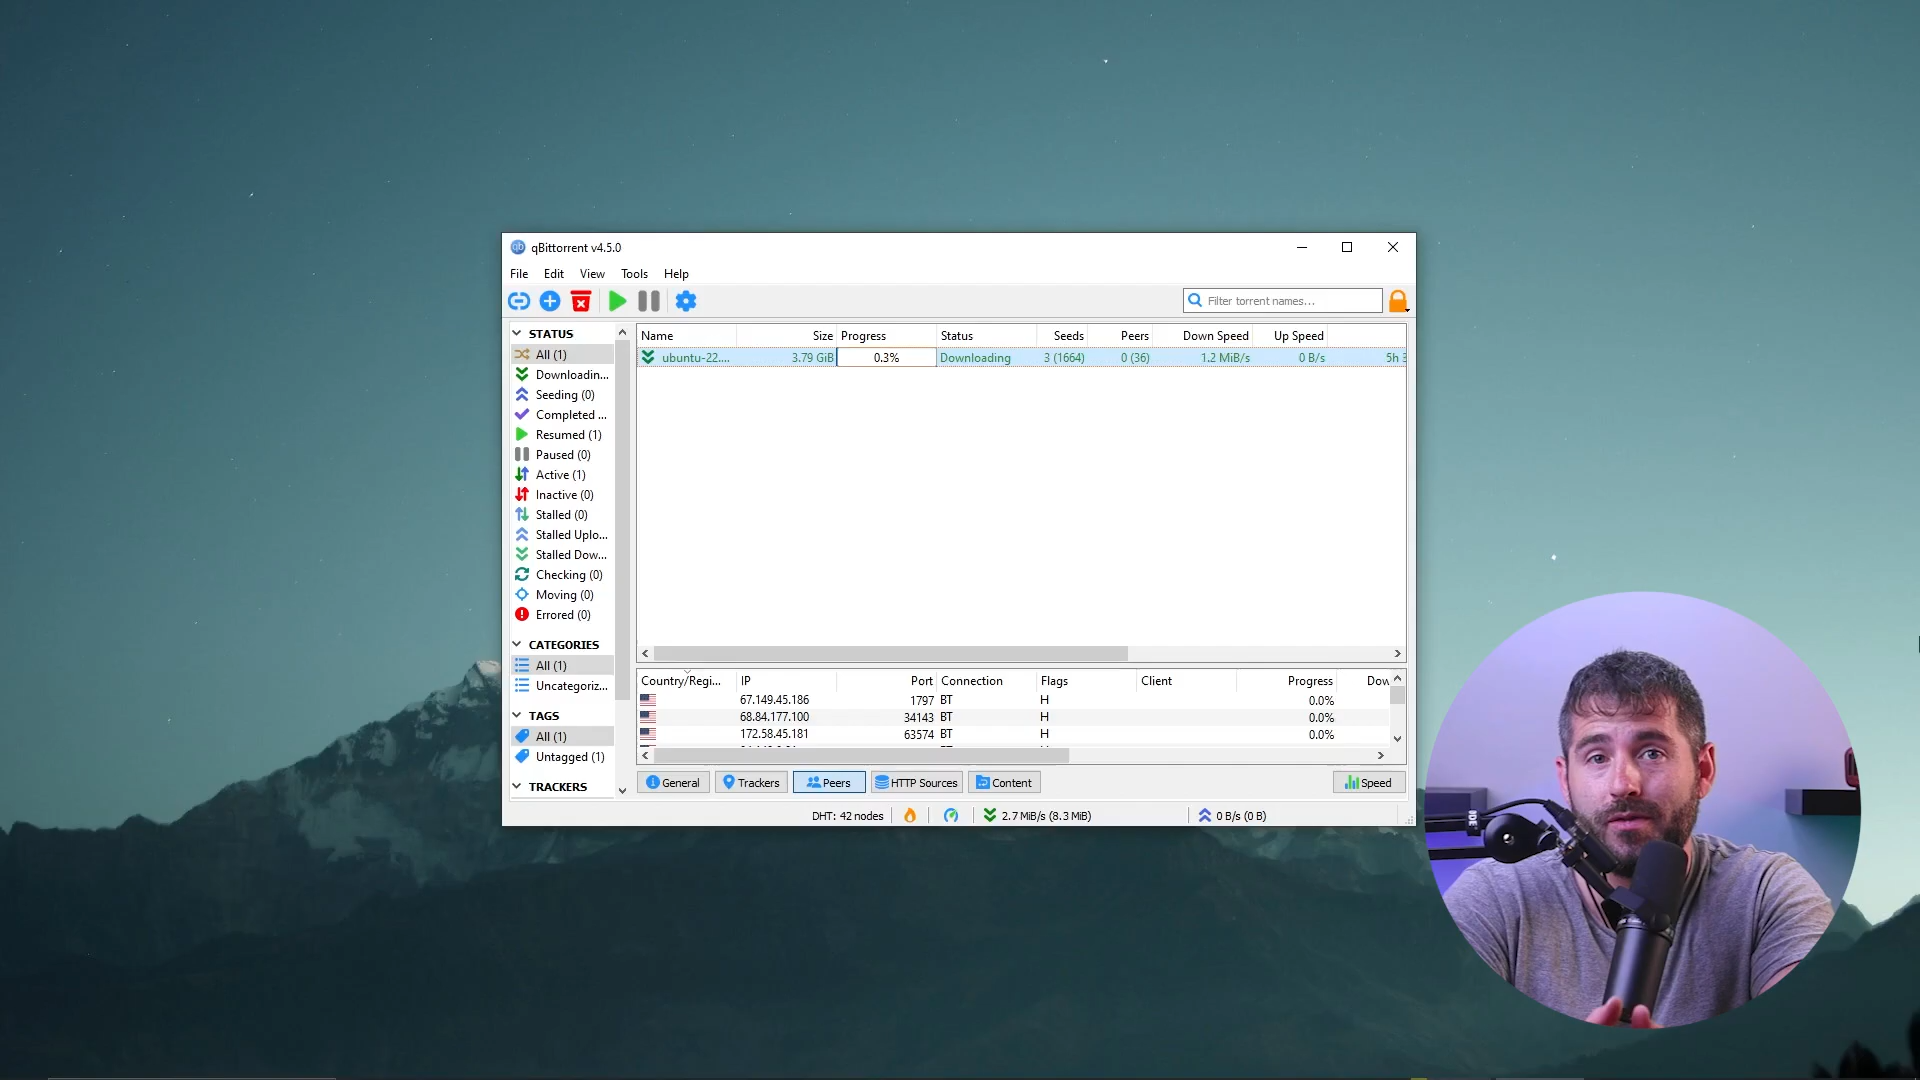 qBittorrent v4.5.0
File Edit View Tools Help
Filter torrent names...
STATUS
All (1)
Downloadin...
Seeding (0)
Completed ...
Resumed (1)
Paused (0)
Active (1)
Inactive (0)
Stalled (0)
Stalled Uplo...
Stalled Dow...
Checking (0)
Moving (0)
Errored (0)
CATEGORIES
All (1)
Uncategoriz...
TAGS
All (1)
Untagged (1)
TRACKERS
Name Size Progress Status Seeds Peers Down Speed Up Speed
ubuntu-22.... 3.79 GiB 0.3% Downloading 3 (1664) 0 (36) 1.2 MiB/s 0 B/s 5h
Country/Regi... IP Port Connection Flags Client Progress Dow
67.149.45.186 1797 BT H 0.0%
68.84.177.100 34143 BT H 0.0%
172.58.45.181 63574 BT H 0.0%
General Trackers Peers HTTP Sources Content Speed
DHT: 42 nodes 2.7 MiB/s (8.3 MiB) 0 B/s (0 B)